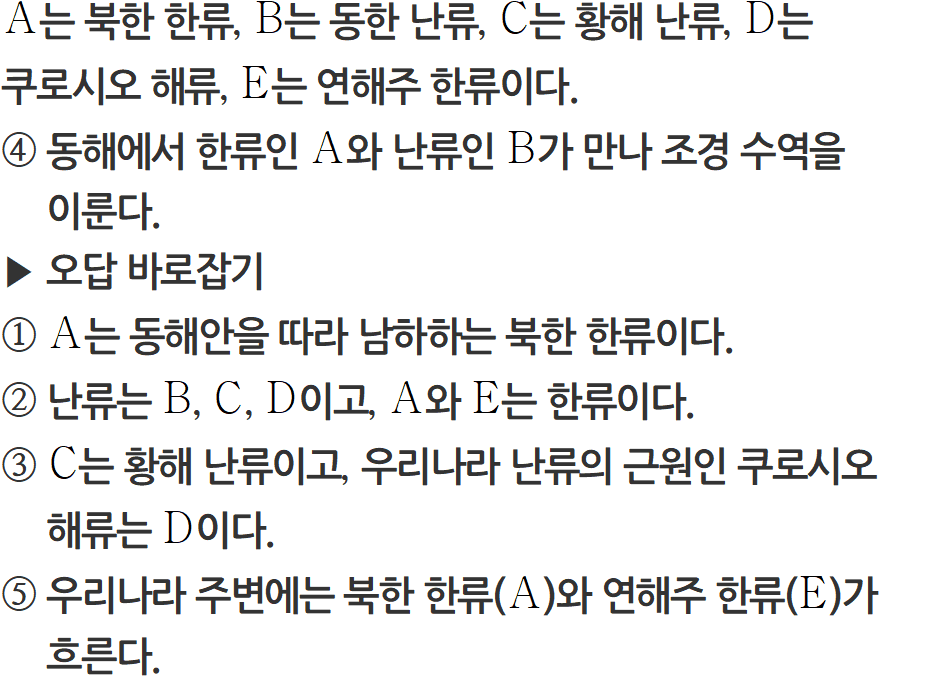 A는 북한 한류, B는 동한 난류, C는 황해 난류, D는
쿠로시오 해류, E는 연해주 한류이다.
④ 동해에서 한류인 A와 난류인 B가 만나 조경 수역을
이룬다.
▶ 오답 바로잡기
① A는 동해안을 따라 남하하는 북한 한류이다.
② 난류는 B, C, D이고, A와 E는 한류이다.
③ C는 황해 난류이고, 우리나라 난류의 근원인 쿠로시오
해류는 D이다.
⑤ 우리나라 주변에는 북한 한류(A)와 연해주 한류(E)가
흐른다.